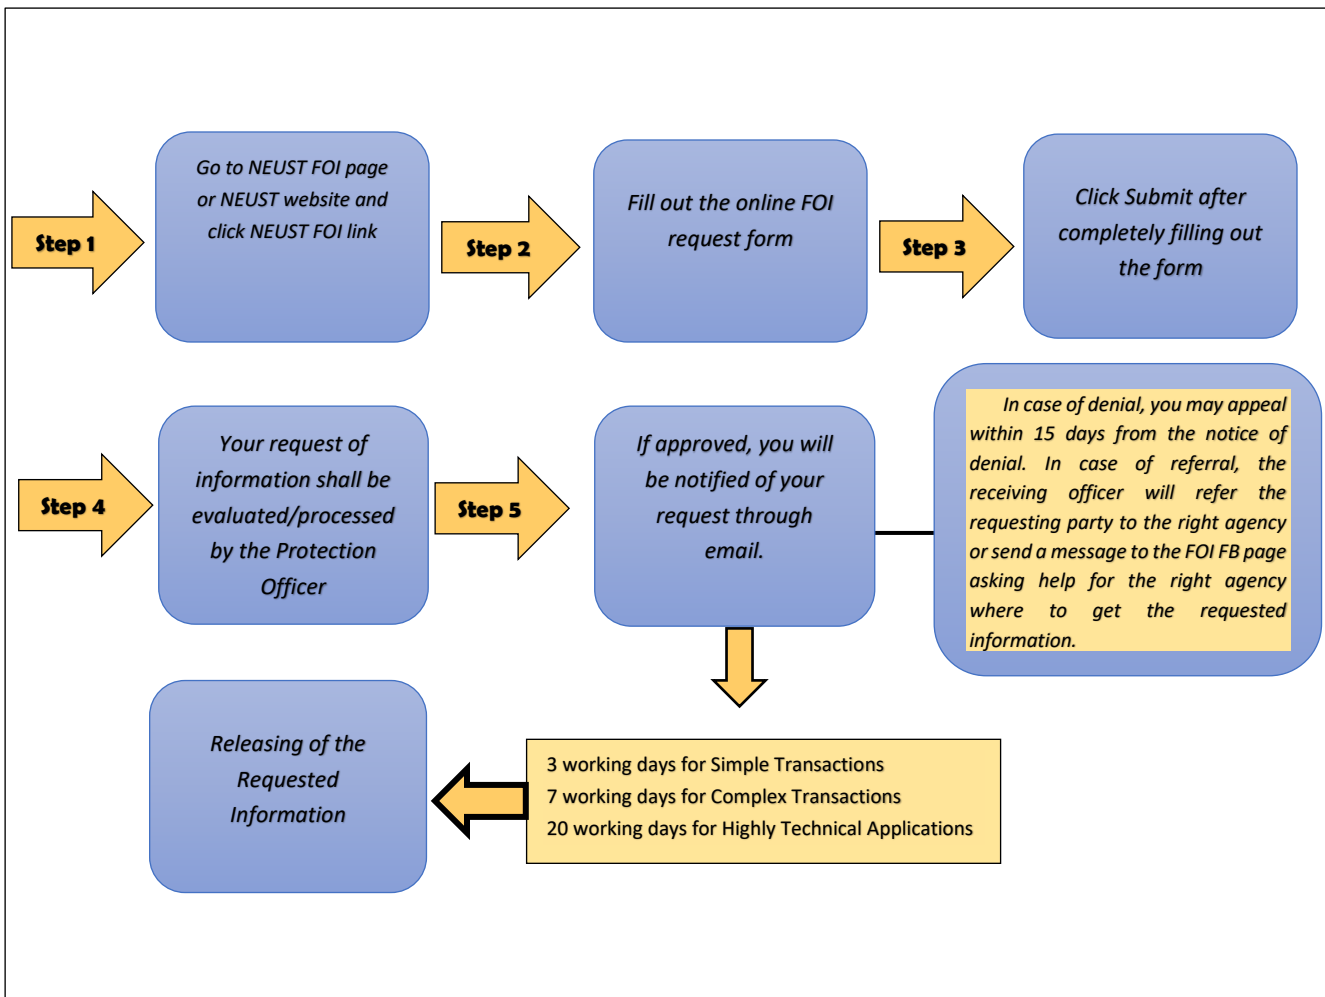 Step 1
Go to NEUST FOI page
or NEUST website and
click NEUST FOI link
Step 2
Fill out the online FOI
request form
Step 3
Click Submit after
completely filling out
the form
Step 4
Your request of
information shall be
evaluated/processed
by the Protection
Officer
Step 5
If approved, you will
be notified of your
request through
email.
In case of denial, you may appeal
within 15 days from the notice of
denial. In case of referral, the
receiving officer will refer the
requesting party to the right agency
or send a message to the FOI FB page
asking help for the right agency
where to get the requested
information.
3 working days for Simple Transactions
7 working days for Complex Transactions
20 working days for Highly Technical Applications
Releasing of the
Requested
Information